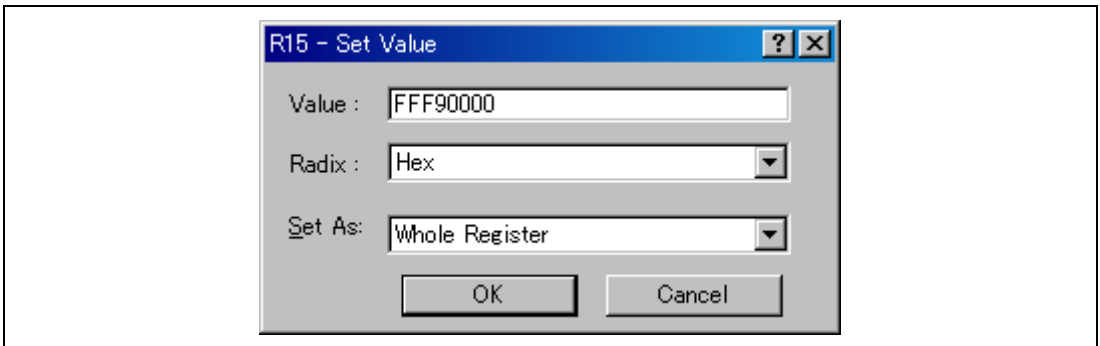 R15 - Set Value
Value : FFF90000
Radix : Hex
Set As: Whole Register
OK Cancel